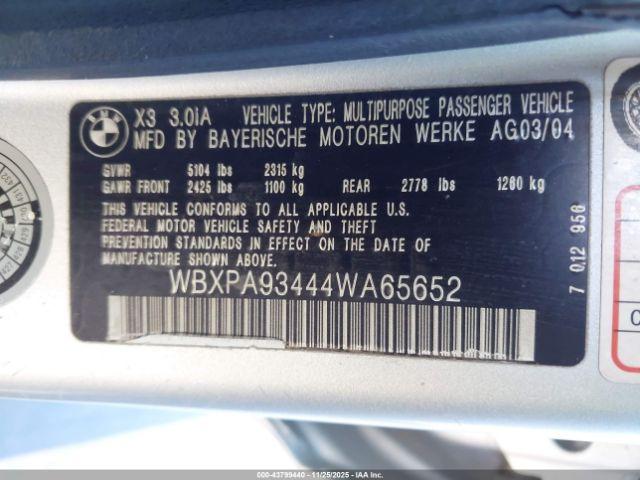 BMW
X3 3.0iA VEHICLE TYPE: MULTIPURPOSE PASSENGER VEHICLE
MFD BY BAYERISCHE MOTOREN WERKE AG03/04
GVWR 5104 lbs 2315 kg
GAWR FRONT 2425 lbs 1100 kg REAR 2778 lbs 1260 kg
THIS VEHICLE CONFORMS TO ALL APPLICABLE U.S.
FEDERAL MOTOR VEHICLE SAFETY AND THEFT
PREVENTION STANDARDS IN EFFECT ON THE DATE OF
MANUFACTURE SHOWN ABOVE.
7 012 956
WBXPA93444WA65652
000-43799440 - 11/25/2025 - IAA, Inc.